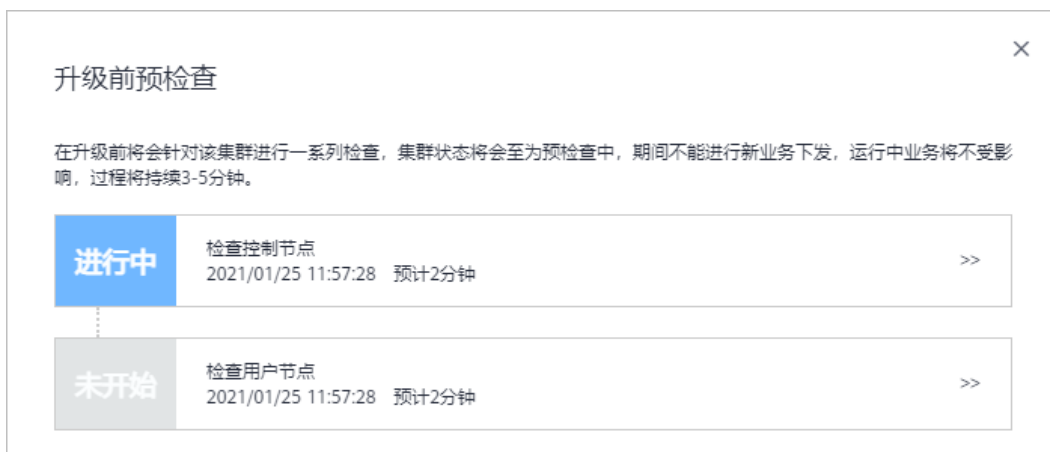 升级前预检查
在升级前将会针对该集群进行一系列检查，集群状态将会至为预检查中，期间不能进行新业务下发，运行中业务将不受影
响，过程将持续3-5分钟。
进行中
检查控制节点
2021/01/25 11:57:28 预计2分钟
>>
未开始
检查用户节点
2021/01/25 11:57:28 预计2分钟
>>